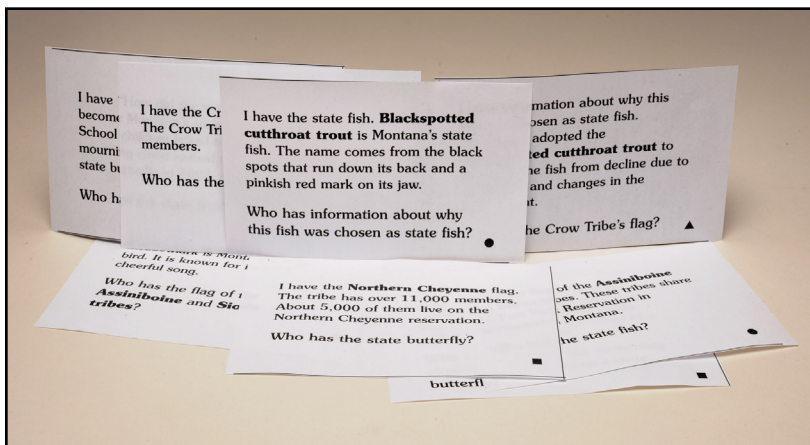 I have
become
School
mourni
state bu
Who h
I have the Cr
The Crow Tri
members.
Who has the
I have the state fish. Blackspotted
cutthroat trout is Montana's state
fish. The name comes from the black
spots that run down its back and a
pinkish red mark on its jaw.
Who has information about why
this fish was chosen as state fish?
mation about why this
osen as state fish.
adopted the
ted cutthroat trout to
he fish from decline due to
and changes in the
nt.
he Crow Tribe's flag?
bird. It is known for i
cheerful song.
Who has the flag of t
Assiniboine and Sio
tribes?
I have the Northern Cheyenne flag.
The tribe has over 11,000 members.
About 5,000 of them live on the
Northern Cheyenne reservation.
Who has the state butterfly?
of the Assiniboine
bes. These tribes share
Reservation in
Montana.
he state fish?
butterfl